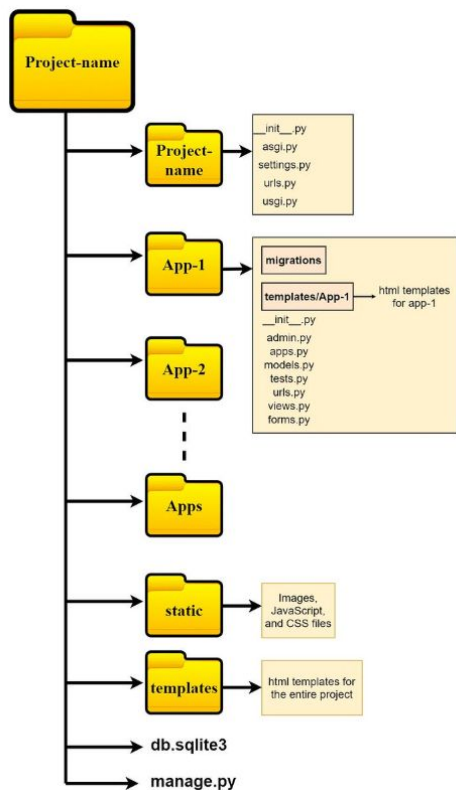 Project-name
Project-
name
__init__.py
asgi.py
settings.py
urls.py
usgi.py
App-1
migrations
templates/App-1
html templates
for app-1
__init__.py
admin.py
apps.py
models.py
tests.py
urls.py
views.py
forms.py
App-2
Apps
static
Images,
JavaScript,
and CSS files
templates
html templates for
the entire project
db.sqlite3
manage.py